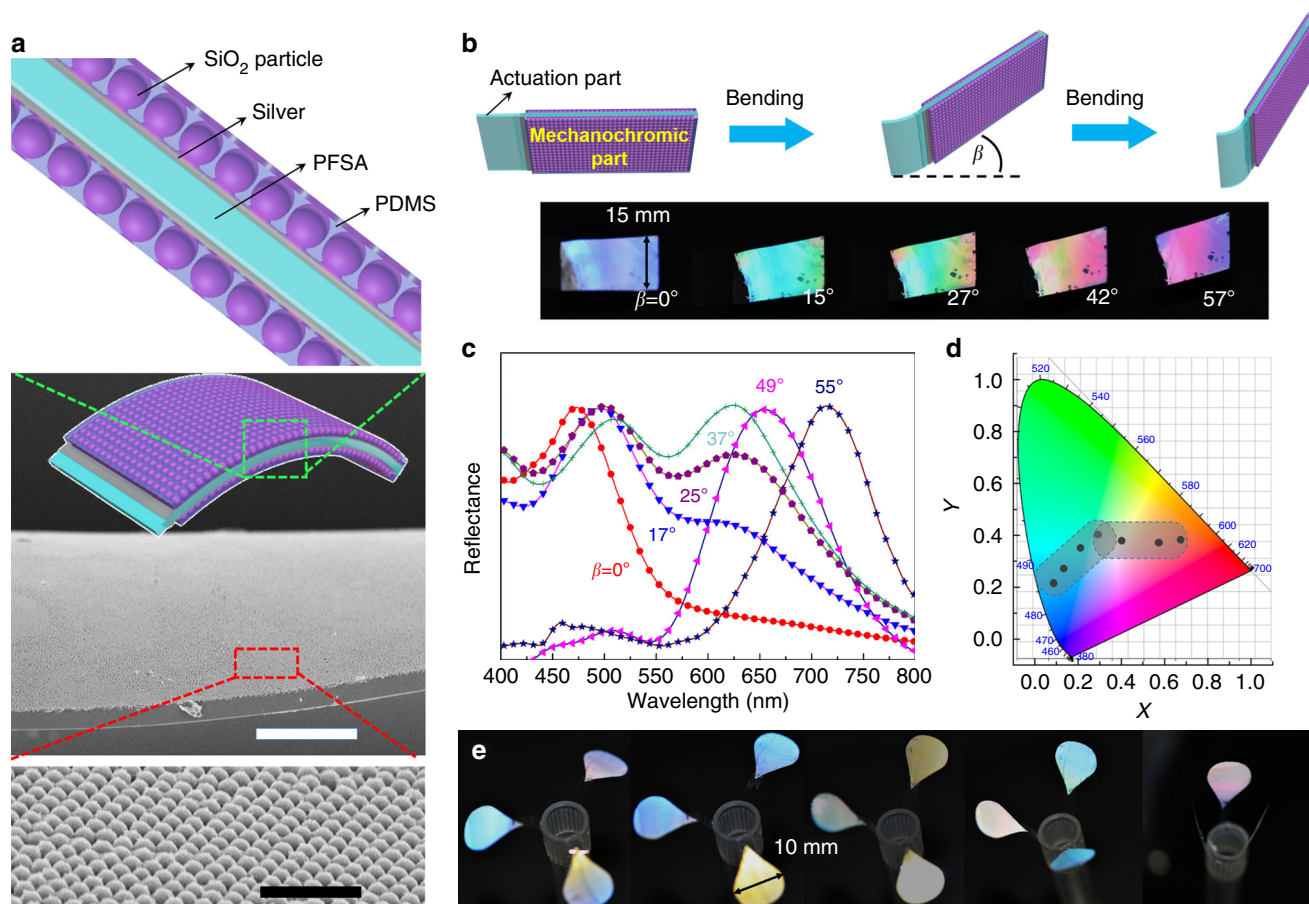 a
SiO2 particle
Silver
PFSA
PDMS
b
Actuation part
Mechanochromic
part
Bending
β
Bending
15 mm
β=0°
15°
27°
42°
57°
c
49°
55°
37°
25°
17°
β=0°
Reflectance
400 450 500 550 600 650 700 750 800
Wavelength (nm)
d
1.0
0.8
0.6
0.4
0.2
0.0
Y
520
540
560
580
600
620
700
490
480
470
460
380
0.0 0.2 0.4 0.6 0.8 1.0
X
e
10 mm